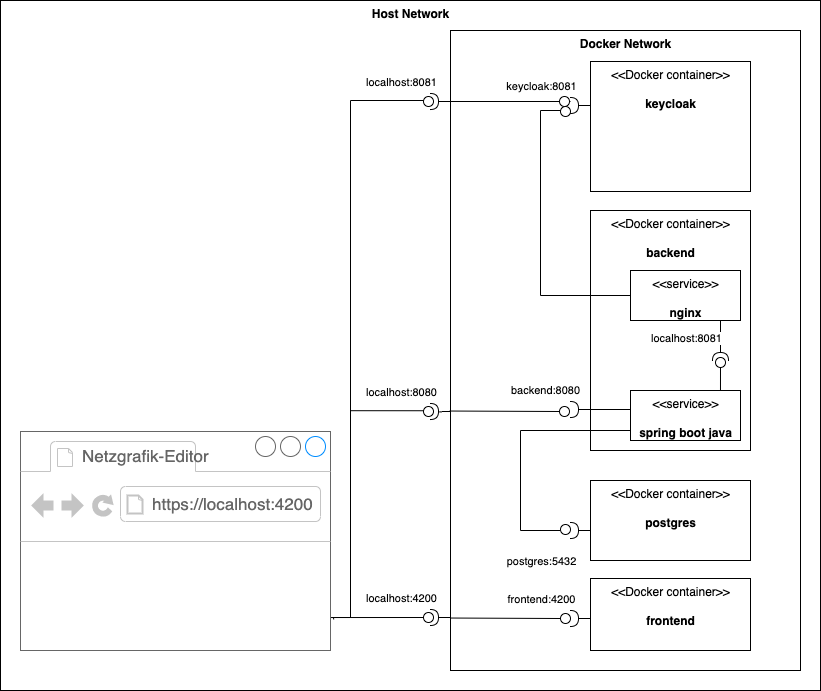 Host Network
Docker Network
localhost:8081
keycloak:8081
<<Docker container>>
keycloak
<<Docker container>>
backend
<<service>>
nginx
localhost:8081
localhost:8080
backend:8080
<<service>>
spring boot java
Netzgrafik-Editor
https://localhost:4200
<<Docker container>>
postgres
postgres:5432
localhost:4200
frontend:4200
<<Docker container>>
frontend